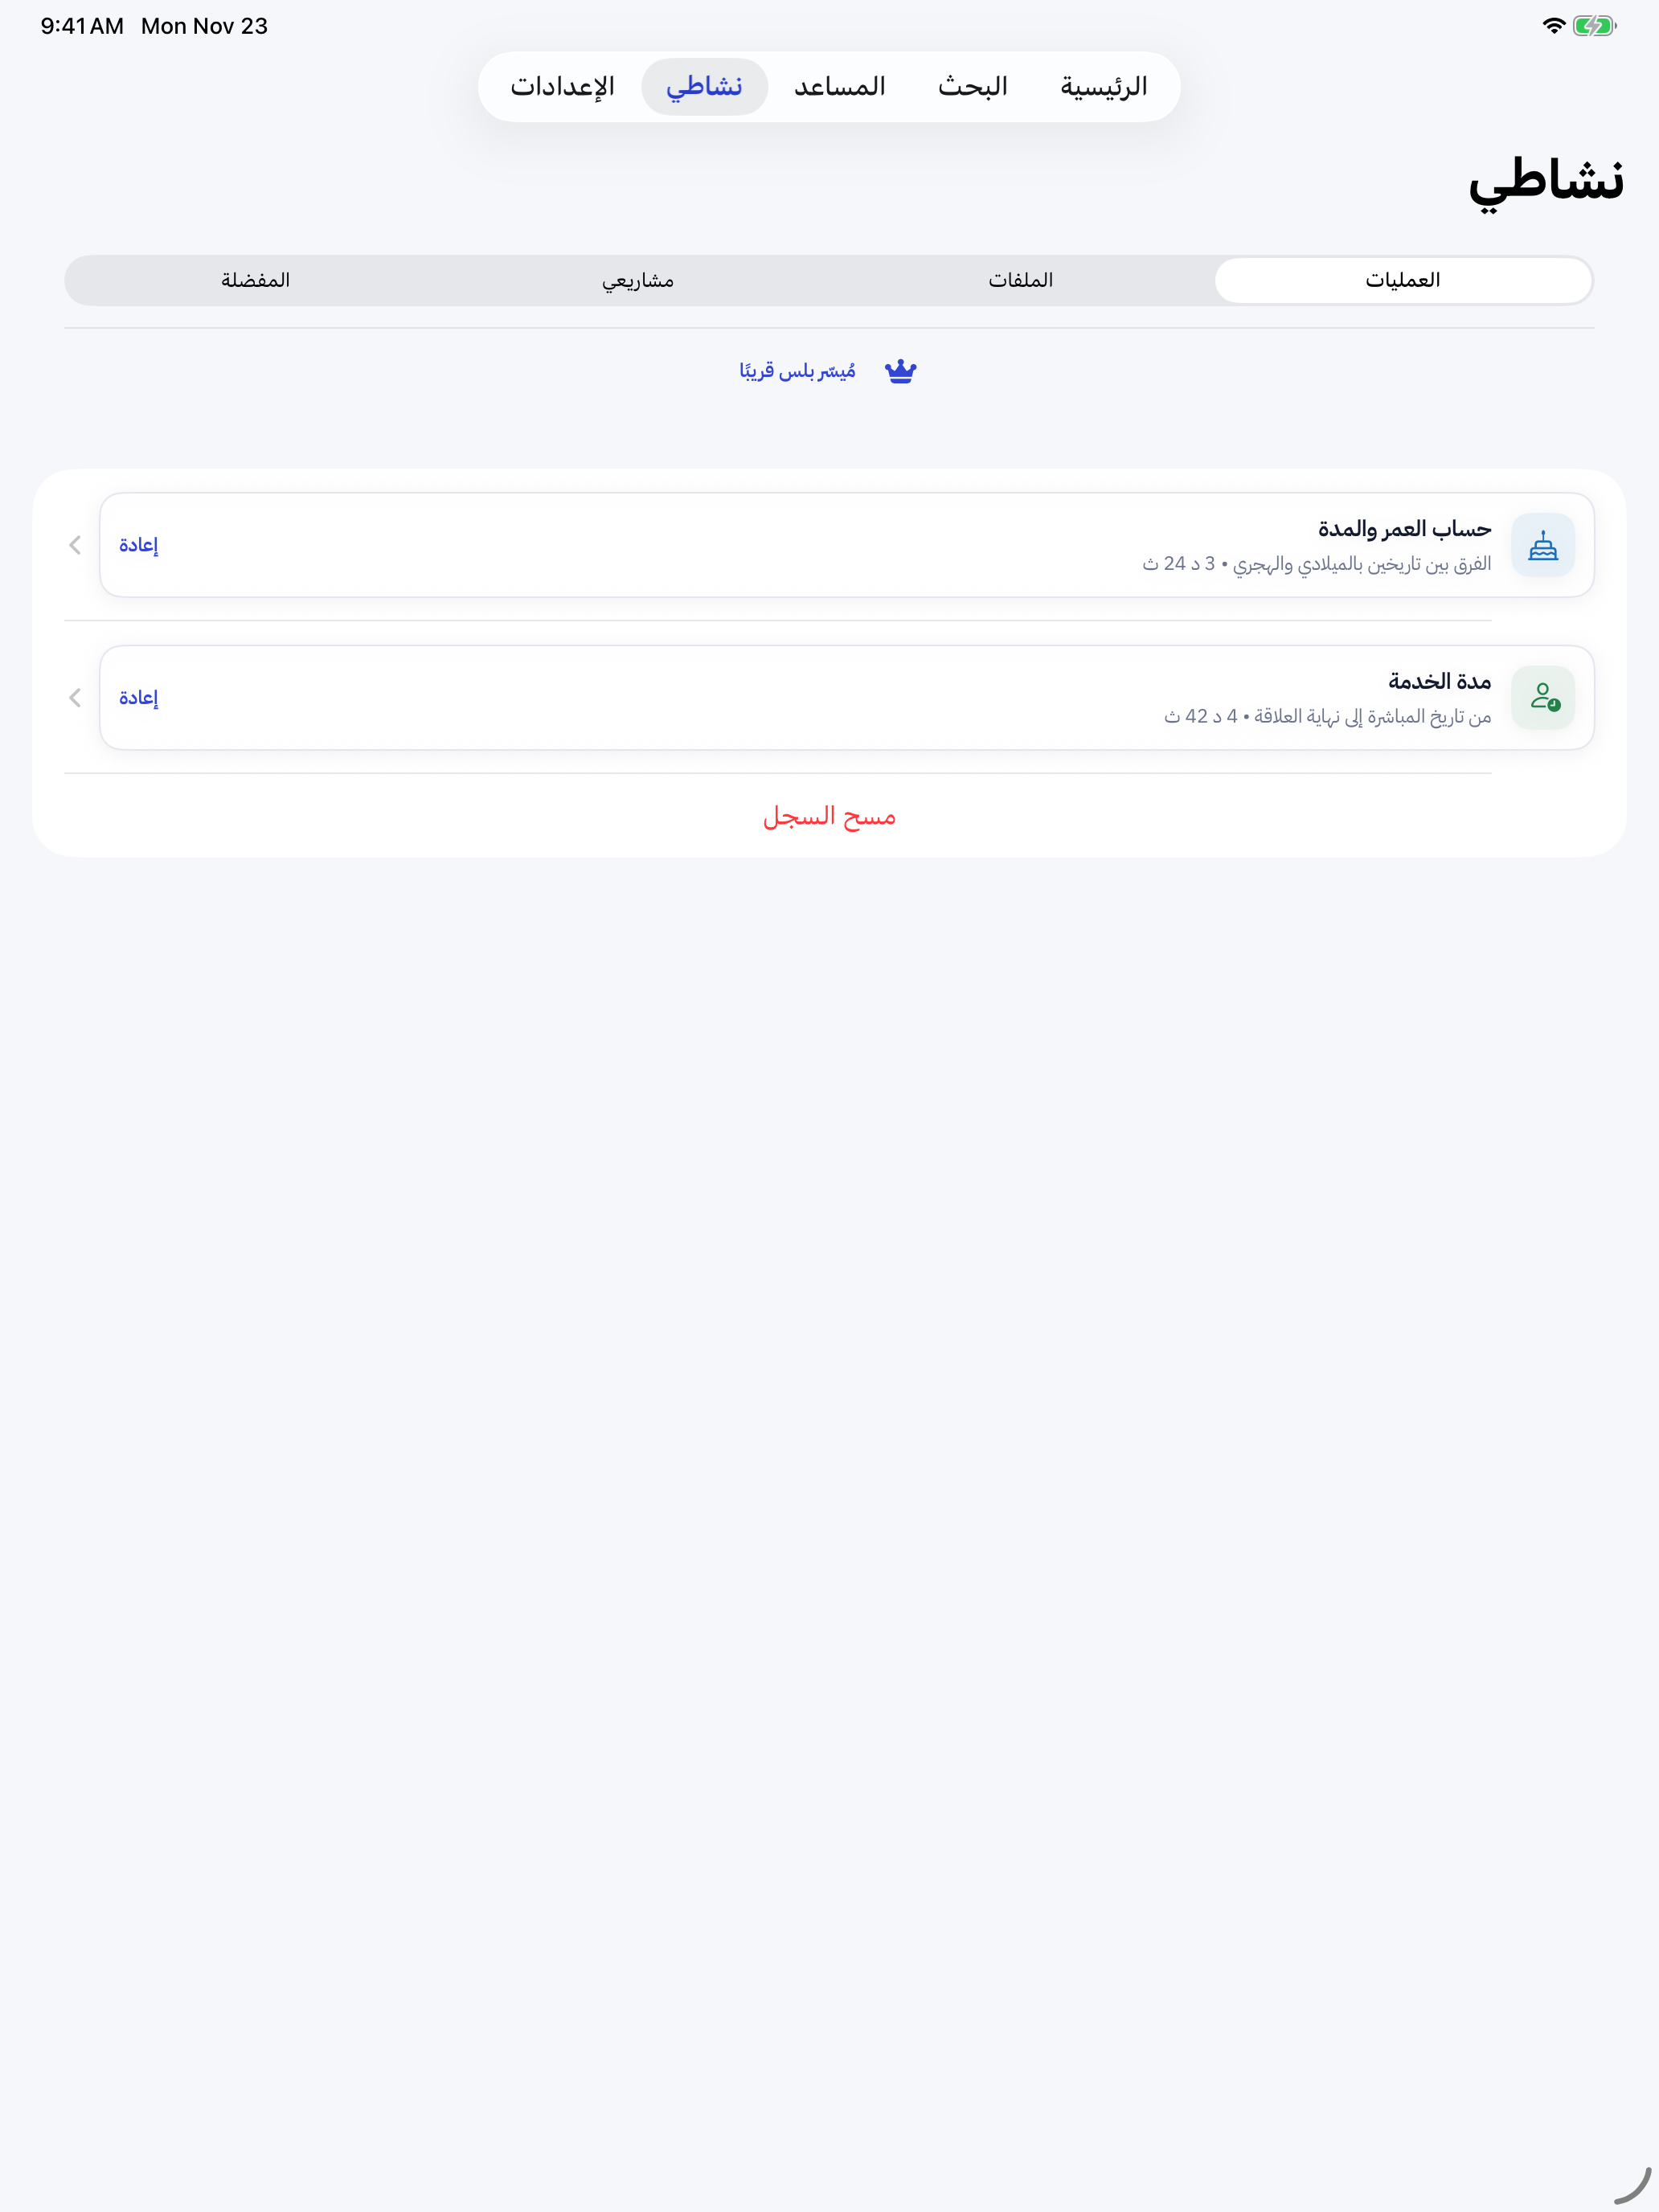 9:41 AM Mon Nov 23
الرئيسية البحث المساعد نشاطي الإعدادات
نشاطي
العمليات الملفات مشاريعي المفضلة
مُيسّر بلس قريبًا
حساب العمر والمدة
الفرق بين تاريخين بالميلادي والهجري • 3 د 24 ث
إعادة
مدة الخدمة
من تاريخ المباشرة إلى نهاية العلاقة • 4 د 42 ث
إعادة
مسح السجل